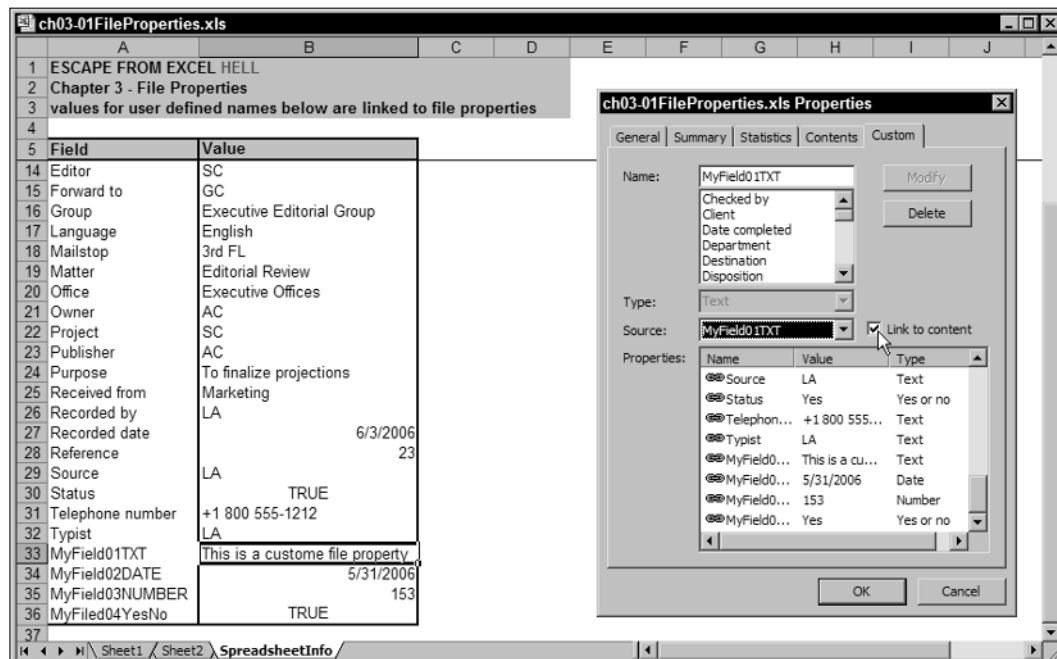 ch03-01FileProperties.xls
A B C D E F G H I J
1 ESCAPE FROM EXCEL HELL
2 Chapter 3 - File Properties
3 values for user defined names below are linked to file properties
4
5 Field Value
14 Editor SC
15 Forward to GC
16 Group Executive Editorial Group
17 Language English
18 Mailstop 3rd FL
19 Matter Editorial Review
20 Office Executive Offices
21 Owner AC
22 Project SC
23 Publisher AC
24 Purpose To finalize projections
25 Received from Marketing
26 Recorded by LA
27 Recorded date 6/3/2006
28 Reference 23
29 Source LA
30 Status TRUE
31 Telephone number +1 800 555-1212
32 Typist LA
33 MyField01TXT This is a custome file property
34 MyField02DATE 5/31/2006
35 MyField03NUMBER 153
36 MyFiled04YesNo TRUE
37
Sheet1 Sheet2 SpreadsheetInfo
ch03-01FileProperties.xls Properties
General Summary Statistics Contents Custom
Name: MyField01TXT Modify
Checked by
Client
Date completed
Department
Destination
Disposition
Delete
Type: Text
Source: MyField01TXT Link to content
Properties: Name Value Type
Source LA Text
Status Yes Yes or no
Telephon... +1 800 555... Text
Typist LA Text
MyField0... This is a cu... Text
MyField0... 5/31/2006 Date
MyField0... 153 Number
MyField0... Yes Yes or no
OK Cancel